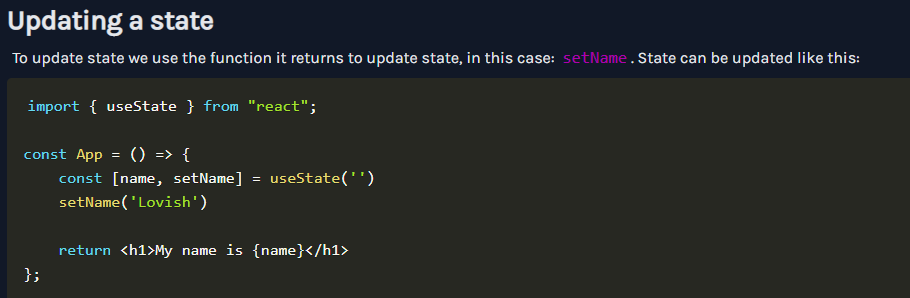 Updating a state
To update state we use the function it returns to update state, in this case: setName. State can be updated like this:
import { useState } from "react";
const App = () => {
    const [name, setName] = useState('')
    setName('Lovish')
    return <h1>My name is {name}</h1>
};